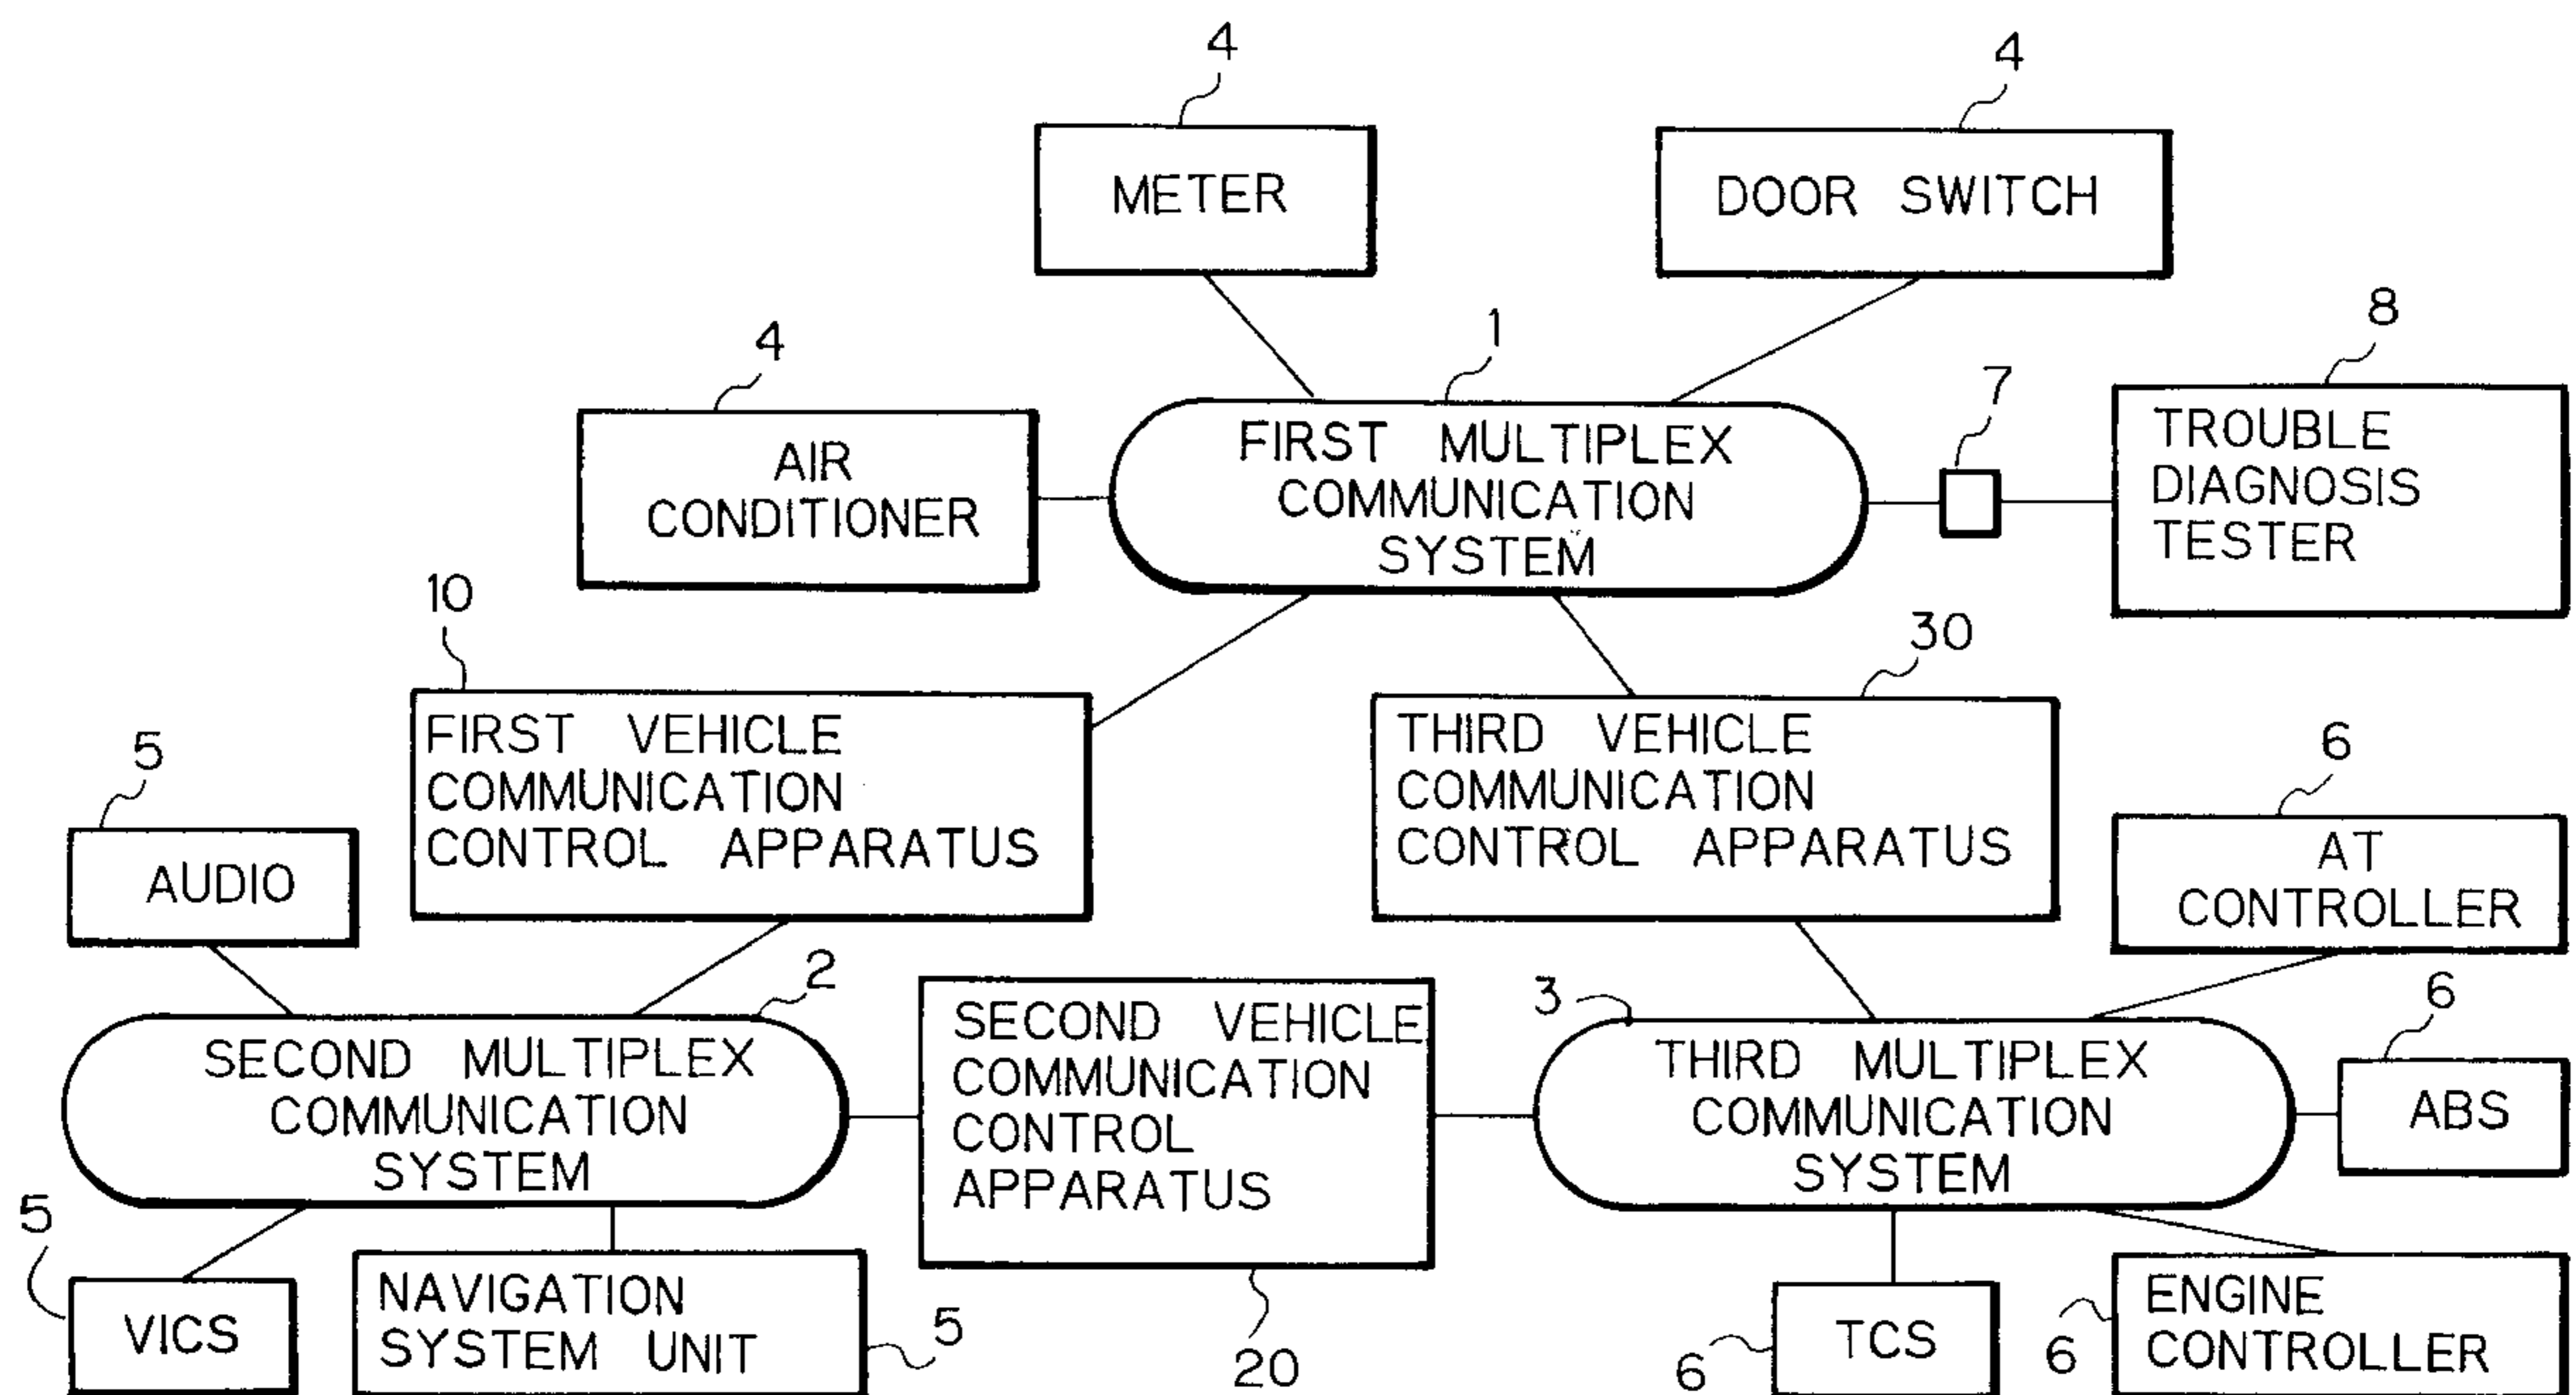 4
4
METER
DOOR SWITCH
8
4
1
7
AIR
CONDITIONER
FIRST MULTIPLEX
COMMUNICATION
SYSTEM
TROUBLE
DIAGNOSIS
TESTER
10
30
FIRST VEHICLE
COMMUNICATION
CONTROL APPARATUS
THIRD VEHICLE
COMMUNICATION
CONTROL APPARATUS
5
6
AUDIO
AT
CONTROLLER
2
3
6
SECOND MULTIPLEX
COMMUNICATION
SYSTEM
SECOND VEHICLE
COMMUNICATION
CONTROL
APPARATUS
THIRD MULTIPLEX
COMMUNICATION
SYSTEM
ABS
5
VICS
NAVIGATION
SYSTEM UNIT
5
20
6
TCS
6
ENGINE
CONTROLLER